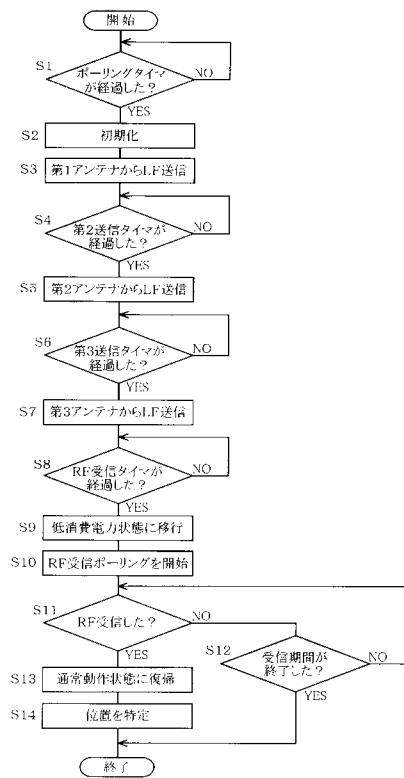 開始
S1
ポーリングタイマ
が経過した？
NO
YES
S2
初期化
S3
第1アンテナからLF送信
S4
第2送信タイマが
経過した？
NO
YES
S5
第2アンテナからLF送信
S6
第3送信タイマが
経過した？
NO
YES
S7
第3アンテナからLF送信
S8
RF受信タイマが
経過した？
NO
YES
S9
低消費電力状態に移行
S10
RF受信ポーリングを開始
S11
RF受信した？
NO
YES
S12
受信期間が
終了した？
NO
YES
S13
通常動作状態に復帰
S14
位置を特定
終了